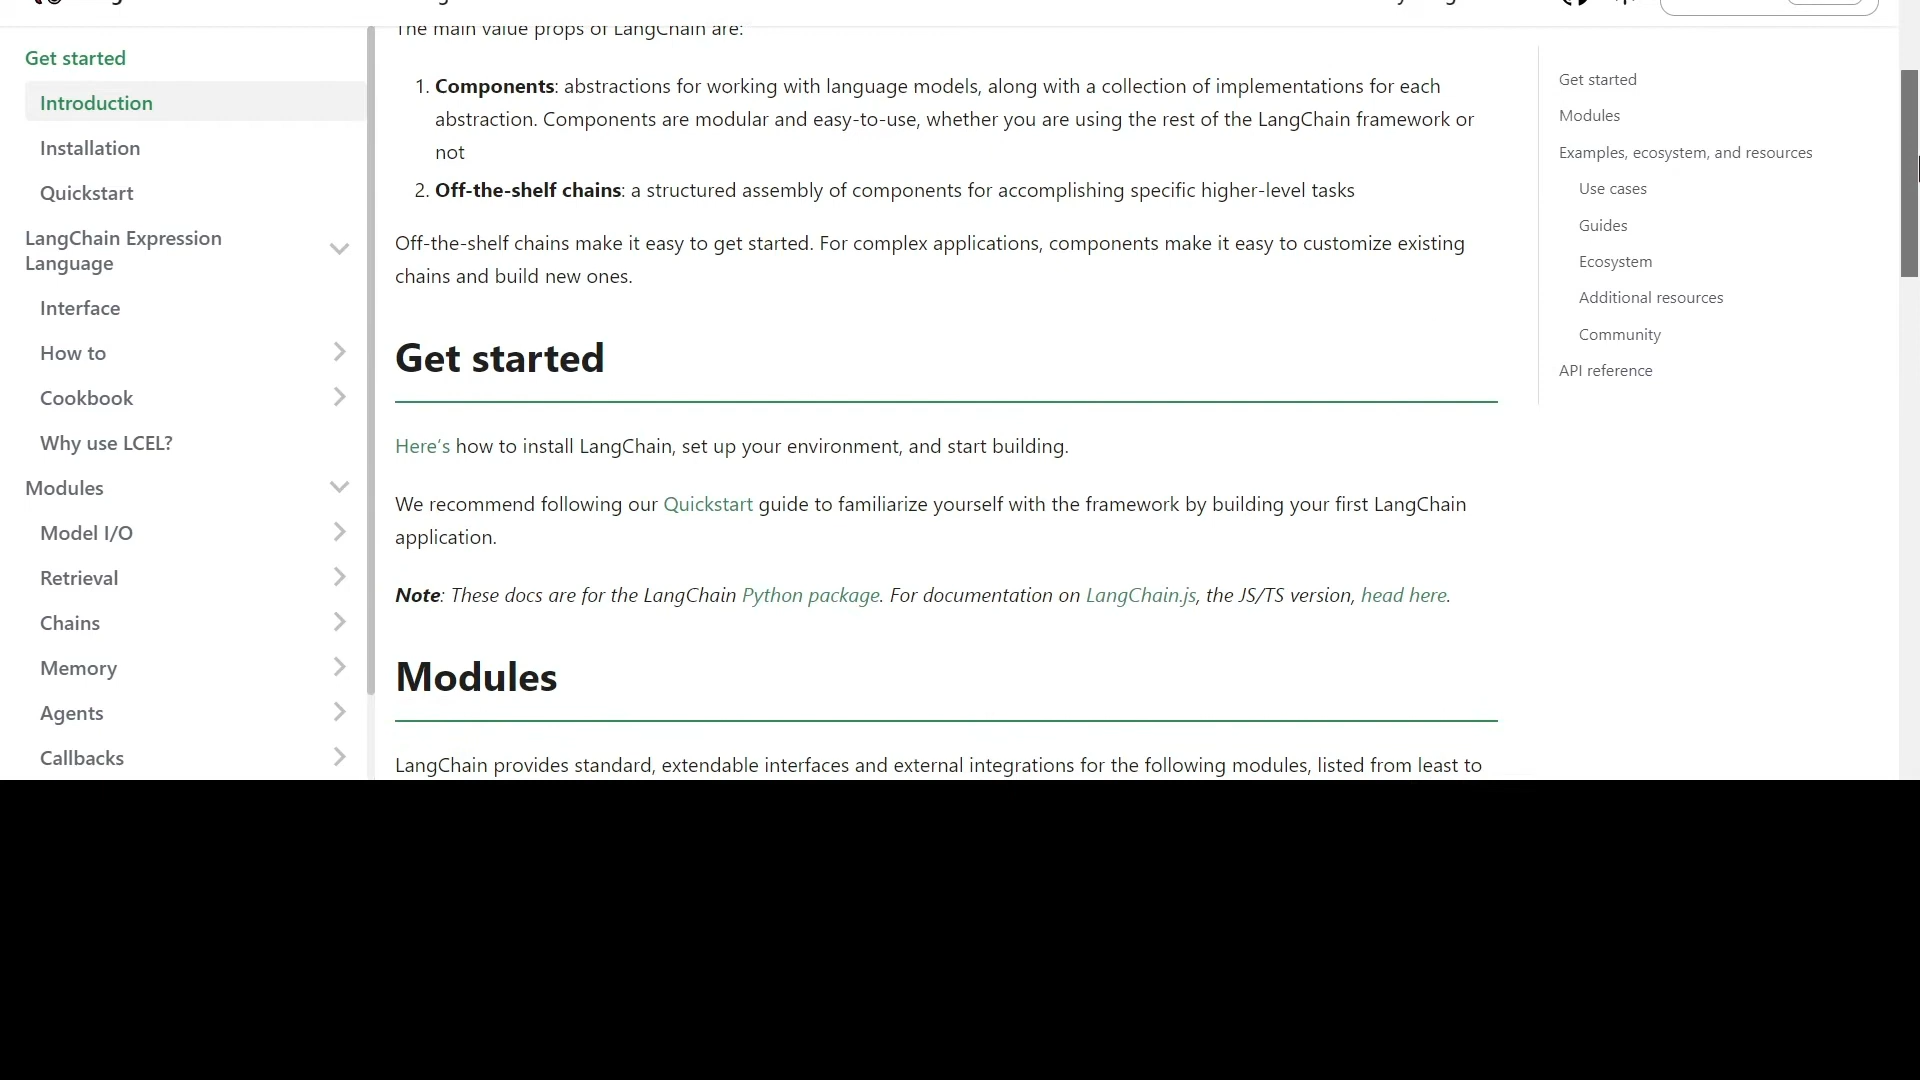 Get started
Introduction
Installation
Quickstart
LangChain Expression
Language
Interface
How to
Cookbook
Why use LCEL?
Modules
Model I/O
Retrieval
Chains
Memory
Agents
Callbacks
The main value props of LangChain are:
1. Components: abstractions for working with language models, along with a collection of implementations for each
abstraction. Components are modular and easy-to-use, whether you are using the rest of the LangChain framework or
not
2. Off-the-shelf chains: a structured assembly of components for accomplishing specific higher-level tasks
Off-the-shelf chains make it easy to get started. For complex applications, components make it easy to customize existing
chains and build new ones.
Get started
Here’s how to install LangChain, set up your environment, and start building.
We recommend following our Quickstart guide to familiarize yourself with the framework by building your first LangChain
application.
Note: These docs are for the LangChain Python package. For documentation on LangChain.js, the JS/TS version, head here.
Modules
LangChain provides standard, extendable interfaces and external integrations for the following modules, listed from least to
Get started
Modules
Examples, ecosystem, and resources
Use cases
Guides
Ecosystem
Additional resources
Community
API reference